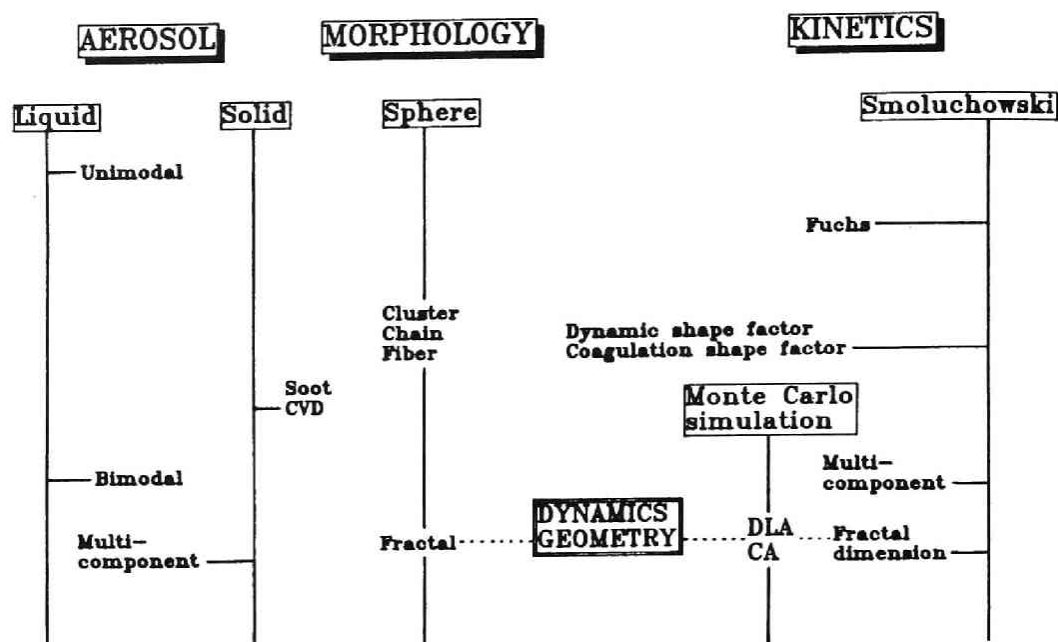 AEROSOL
MORPHOLOGY
KINETICS
Liquid
Solid
Sphere
Smoluchowski
Unimodal
Fuchs
Cluster
Chain
Fiber
Dynamic shape factor
Coagulation shape factor
Soot
CVD
Monte Carlo
simulation
Bimodal
Multi-
component
Multi-
component
Fractal
DYNAMICS
GEOMETRY
DLA
CA
Fractal
dimension